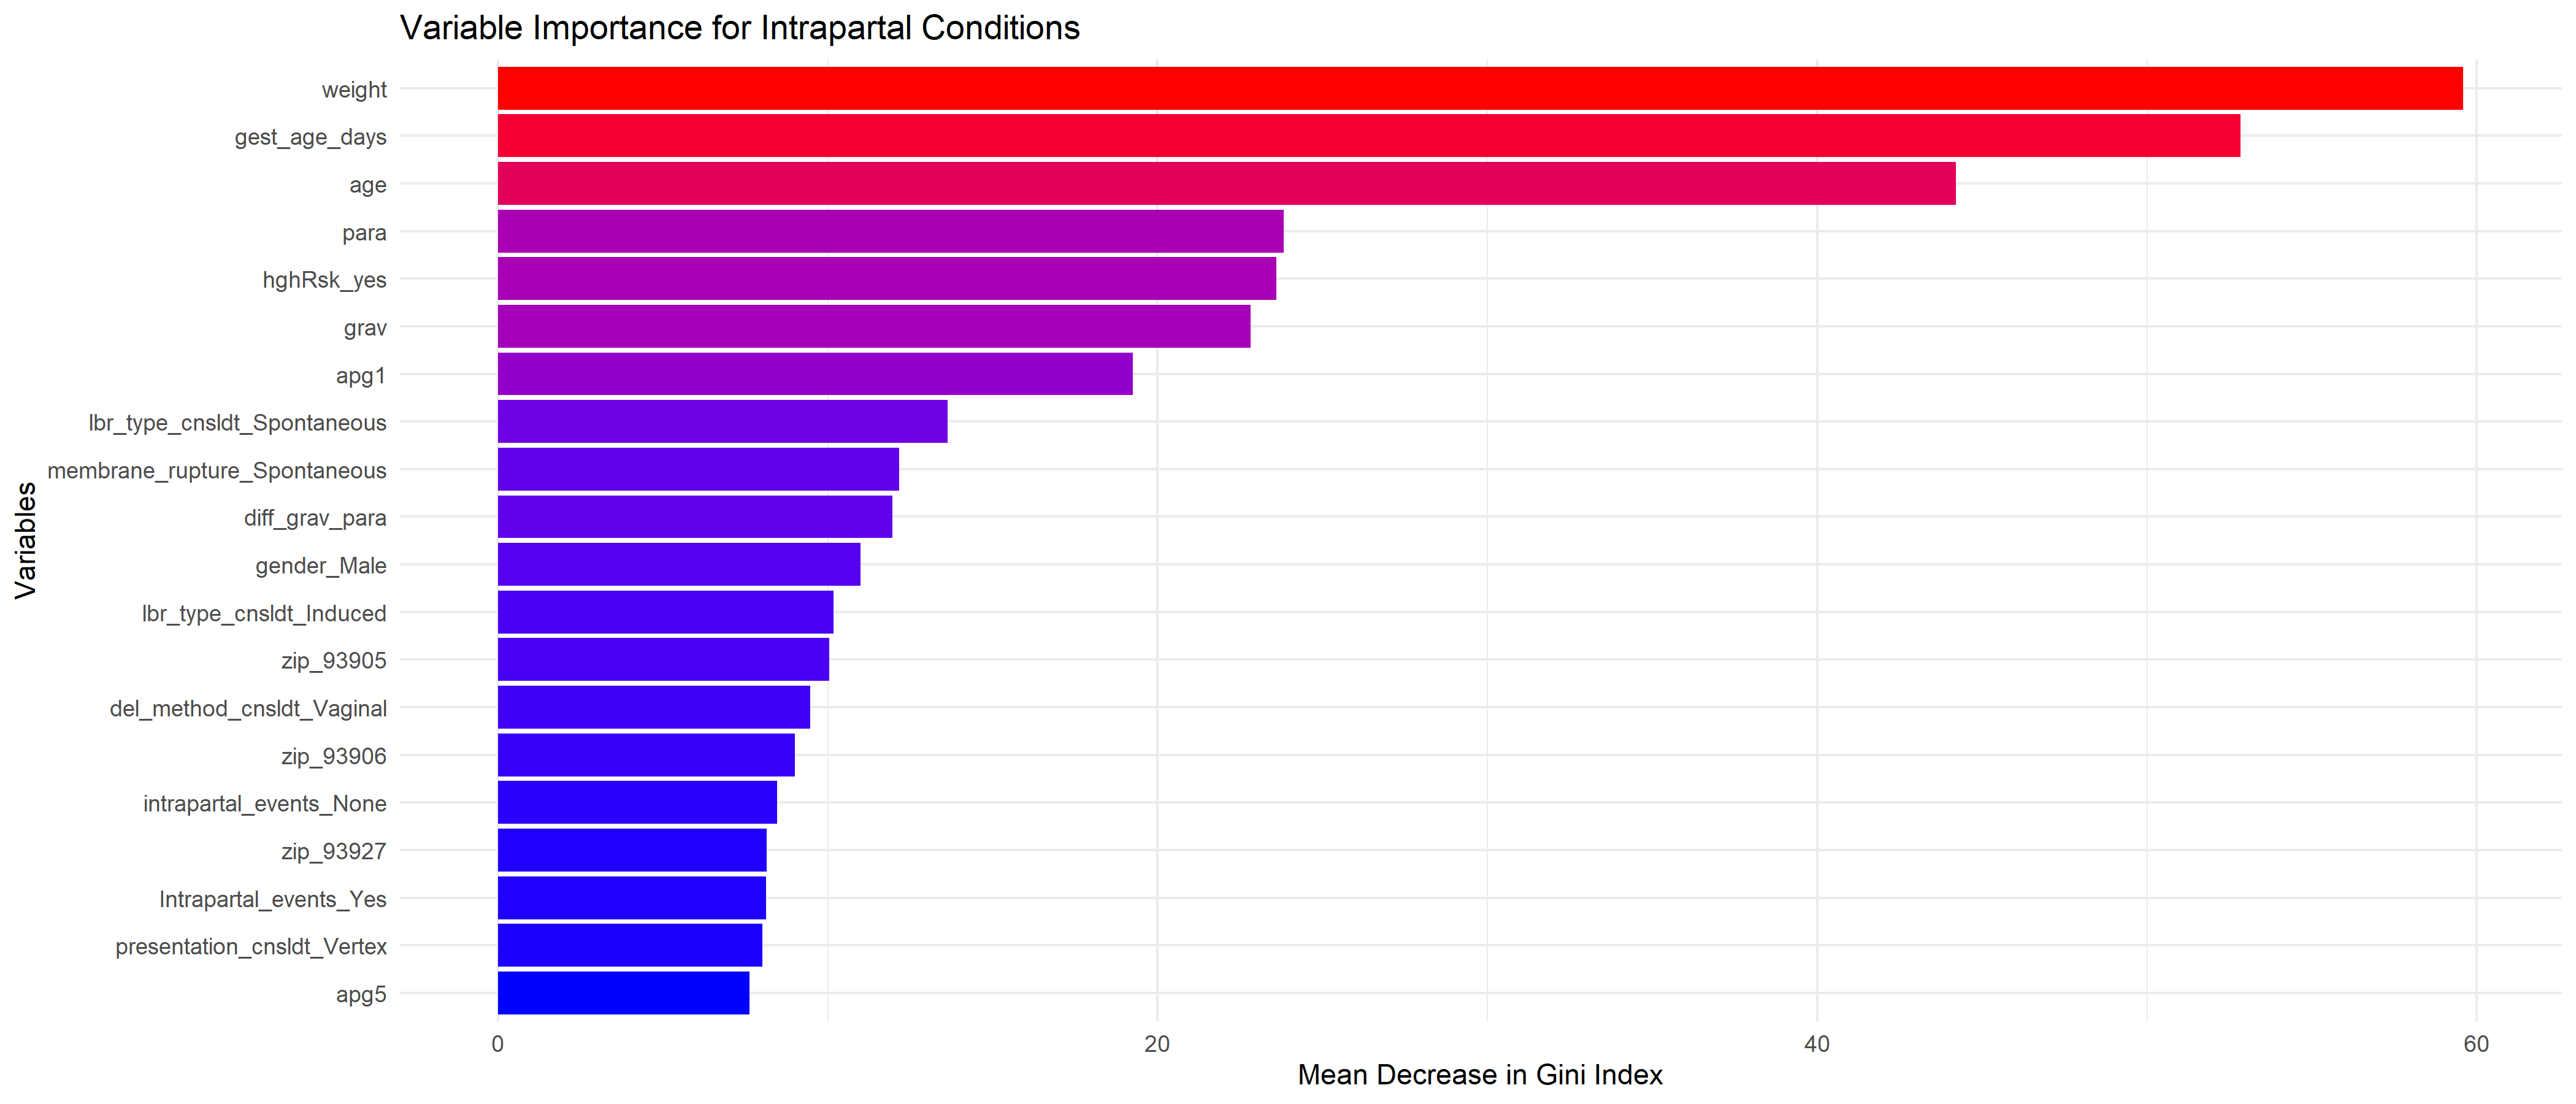 Variable Importance for Intrapartal Conditions
Variables
weight
gest_age_days
age
para
hghRsk_yes
grav
apg1
lbr_type_cnsldt_Spontaneous
membrane_rupture_Spontaneous
diff_grav_para
gender_Male
lbr_type_cnsldt_Induced
zip_93905
del_method_cnsldt_Vaginal
zip_93906
intrapartal_events_None
zip_93927
Intrapartal_events_Yes
presentation_cnsldt_Vertex
apg5
0 20 40 60
Mean Decrease in Gini Index